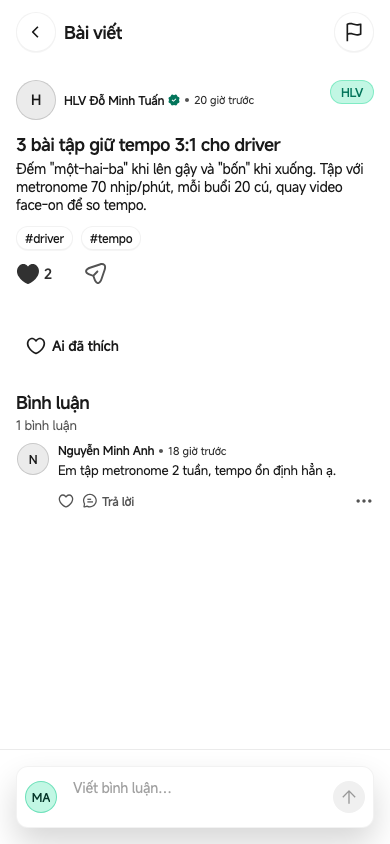 Bài viết
H
HLV Đỗ Minh Tuấn • 20 giờ trước
HLV
3 bài tập giữ tempo 3:1 cho driver
Đếm "một-hai-ba" khi lên gậy và "bốn" khi xuống. Tập với
metronome 70 nhịp/phút, mỗi buổi 20 cú, quay video
face-on để so tempo.
#driver
#tempo
2
Ai đã thích
Bình luận
1 bình luận
N
Nguyễn Minh Anh • 18 giờ trước
Em tập metronome 2 tuần, tempo ổn định hẳn ạ.
Trả lời
MA
Viết bình luận...